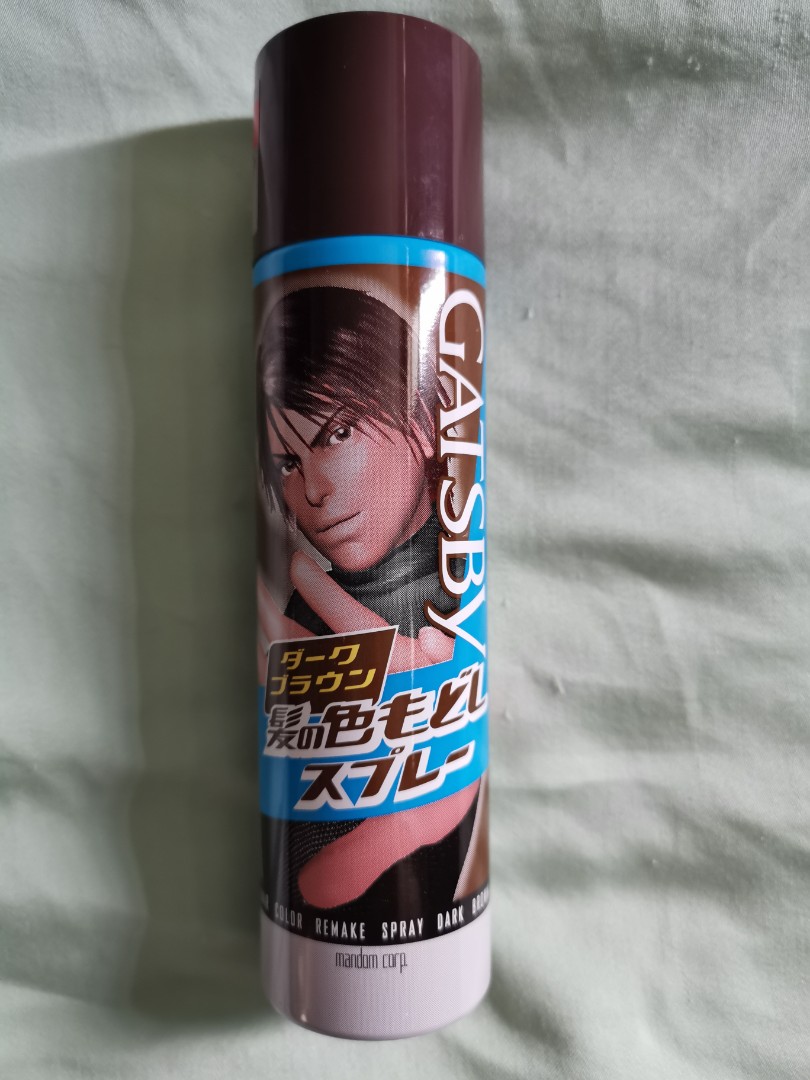 GATSBY
ダーク
ブラウン
髪の色もどし
スプレー
COLOR REMAKE SPRAY DARK
mandom corp.